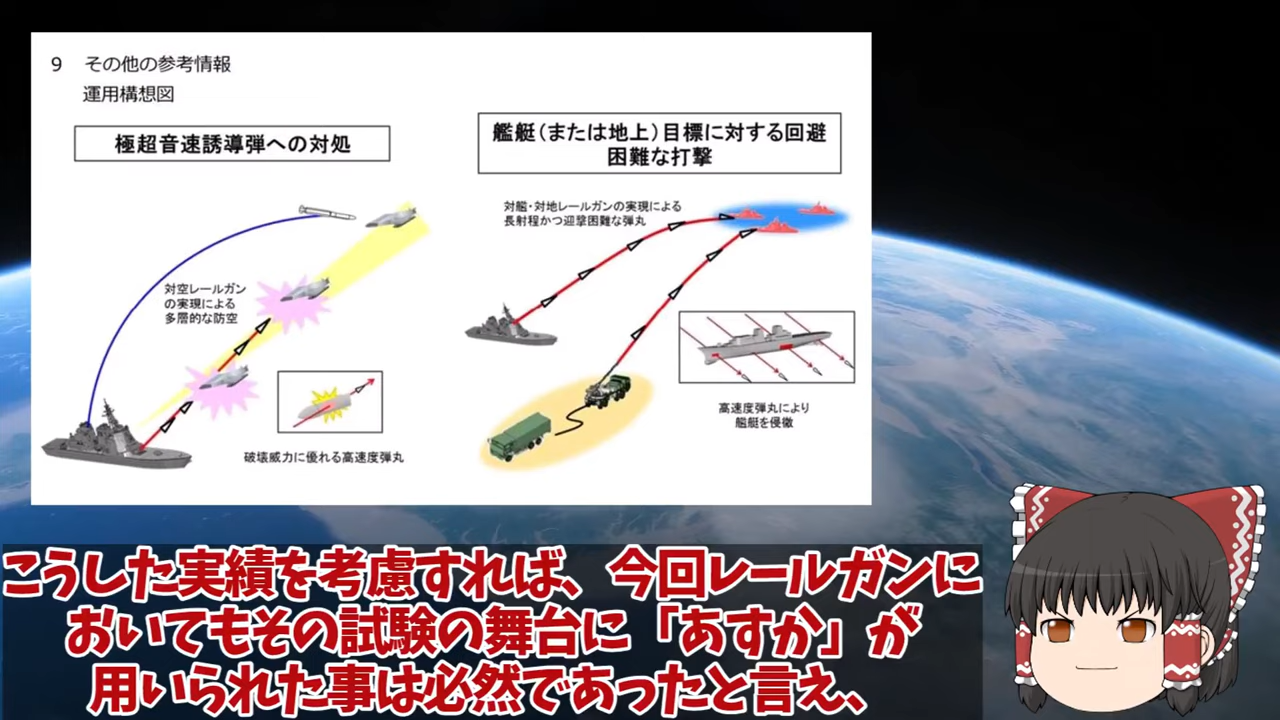 9 その他の参考情報
運用構想図
極超音速誘導弾への対処
対空レールガン
の実現による
多層的な防空
破壊威力に優れる高速度弾丸
艦艇(または地上)目標に対する回避
困難な打撃
対艦・対地レールガンの実現による
長射程かつ迎撃困難な弾丸
高速度弾丸により
艦艇を侵徹
こうした実績を考慮すれば、今回レールガンに
おいてもその試験の舞台に「あすか」が
用いられた事は必然であったと言え、